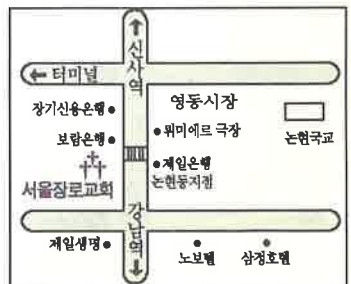 신사역
터미널
장기신용은행
영동시장
보람은행
뤼미에르 극장
논현국교
제일은행
논현동지점
서울장로교회
강남역
제일생명
노보텔
삼정호텔